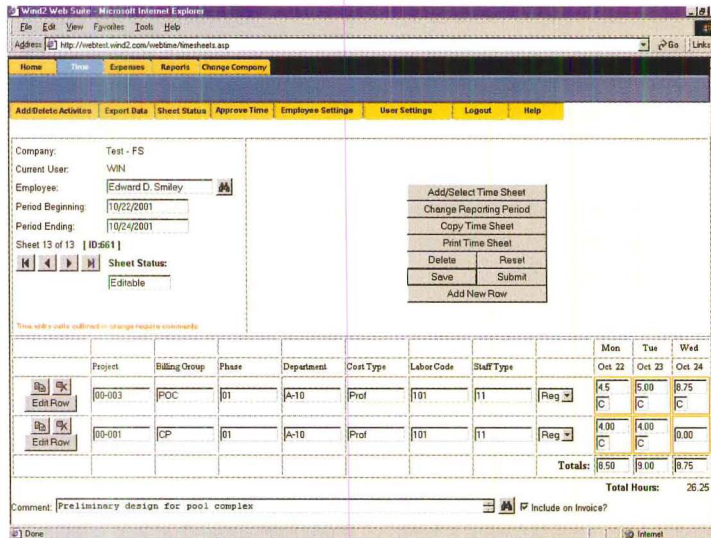 Wind2 Web Suite - Microsoft Internet Explorer
File Edit View Favorites Tools Help
Address http://webtest.wind2.com/webtime/timesheets.asp Go Links
Home Time Expenses Reports Change Company
Add/Delete Activities Export Data Sheet Status Approve Time Employee Settings User Settings Logout Help
Company: Test - FS
Current User: WIN
Employee: Edward D. Smiley
Period Beginning: 10/22/2001
Period Ending: 10/24/2001
Sheet 13 of 13 [ID:661]
Sheet Status:
Editable
Add/Select Time Sheet
Change Reporting Period
Copy Time Sheet
Print Time Sheet
Delete Reset
Save Submit
Add New Row
Time entry cells outlined in orange require comments
Mon Tue Wed
Project Billing Group Phase Department Cost Type Labor Code Staff Type Oct 22 Oct 23 Oct 24
Edit Row 00-003 POC 01 A-10 Prof 101 11 Reg 4.5 5.00 8.75
C C C
Edit Row 00-001 CP 01 A-10 Prof 101 11 Reg 4.00 4.00 0.00
C C
Totals: 8.50 9.00 8.75
Total Hours: 26.25
Comment: Preliminary design for pool complex Include on Invoice?
Done Internet